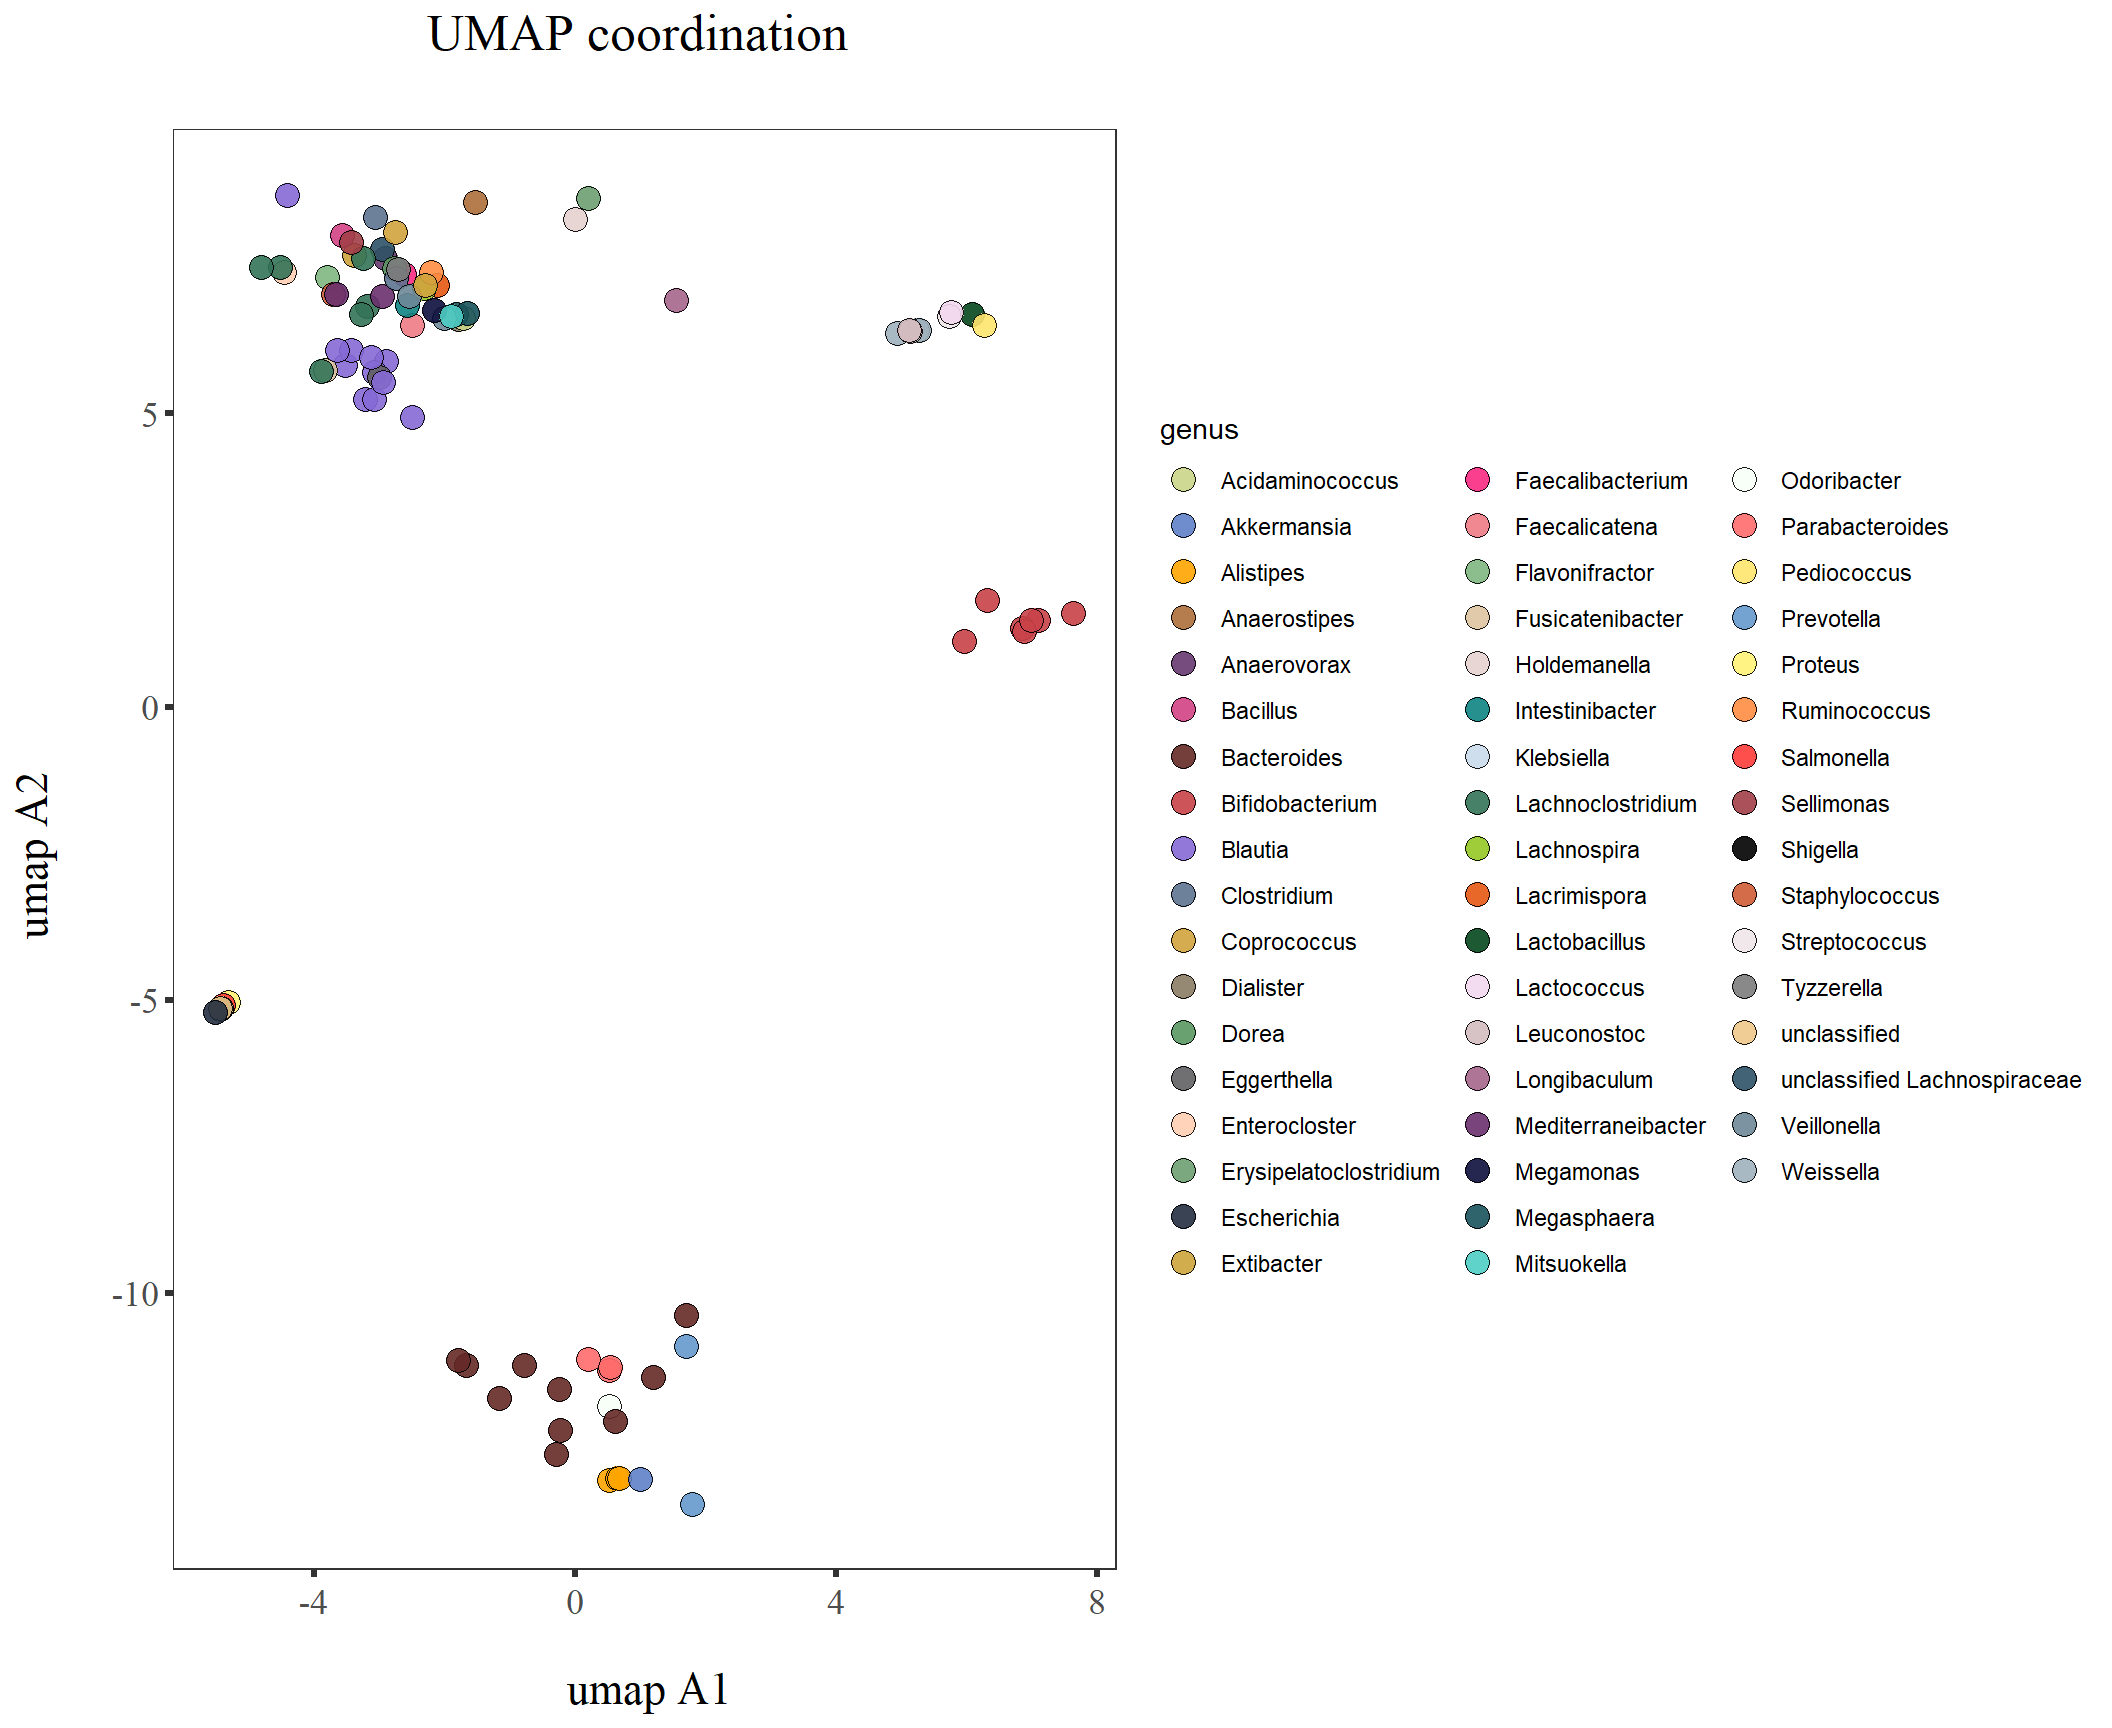 UMAP coordination
umap A2
5
0
-5
-10
-4
0
4
8
umap A1
genus
Acidaminococcus
Akkermansia
Alistipes
Anaerostipes
Anaerovorax
Bacillus
Bacteroides
Bifidobacterium
Blautia
Clostridium
Coprococcus
Dialister
Dorea
Eggerthella
Enterocloster
Erysipelatoclostridium
Escherichia
Extibacter
Faecalibacterium
Faecalicatena
Flavonifractor
Fusicatenibacter
Holdemanella
Intestinibacter
Klebsiella
Lachnoclostridium
Lachnospira
Lacrimispora
Lactobacillus
Lactococcus
Leuconostoc
Longibaculum
Mediterraneibacter
Megamonas
Megasphaera
Mitsuokella
Odoribacter
Parabacteroides
Pediococcus
Prevotella
Proteus
Ruminococcus
Salmonella
Sellimonas
Shigella
Staphylococcus
Streptococcus
Tyzzerella
unclassified
unclassified Lachnospiraceae
Veillonella
Weissella